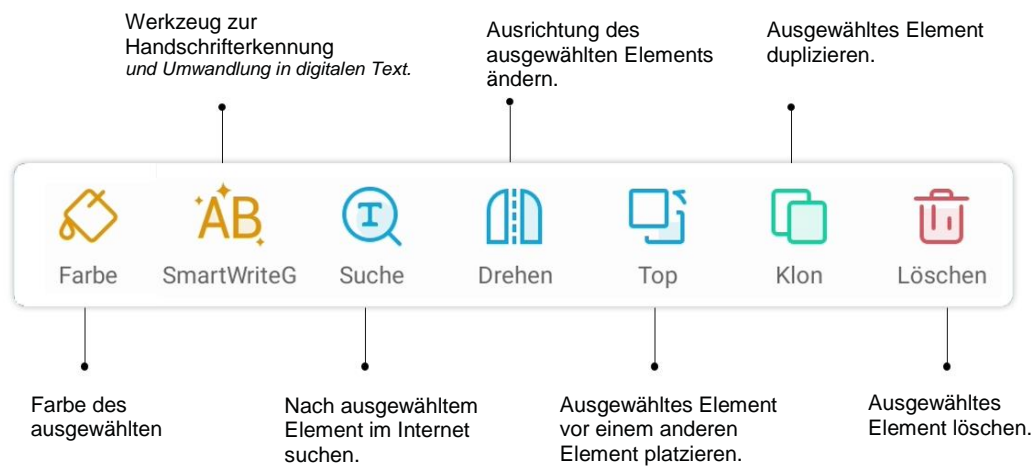 Werkzeug zur
Handschrifterkennung
und Umwandlung in digitalen Text.
Ausrichtung des
ausgewählten Elements
ändern.
Ausgewähltes Element
duplizieren.
AB
T
Farbe
SmartWriteG
Suche
Drehen
Top
Klon
Löschen
Farbe des
ausgewählten
Nach ausgewähltem
Element im Internet
suchen.
Ausgewähltes Element
vor einem anderen
Element platzieren.
Ausgewähltes
Element löschen.